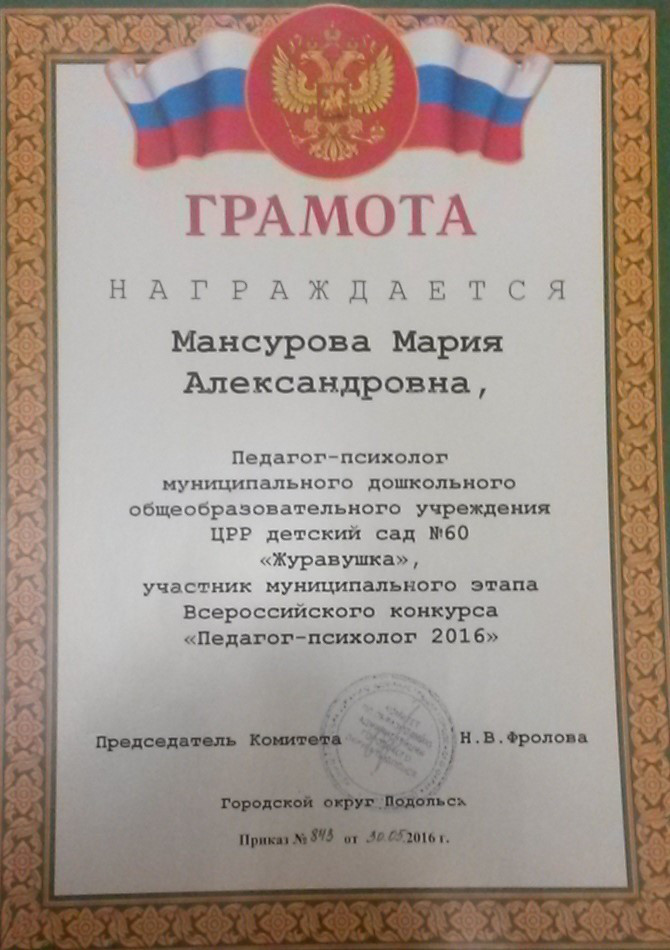 ГРАМОТА
НАГРАЖДАЕТСЯ
Мансурова Мария
Александровна,
Педагог-психолог
муниципального дошкольного
общеобразовательного учреждения
ЦРР детский сад №60
«Журавушка»,
участник муниципального этапа
Всероссийского конкурса
«Педагог-психолог 2016»
Председатель Комитета Н.В.Фролова
Городской округ Подольск
Приказ № 843 от 30.05.2016 г.